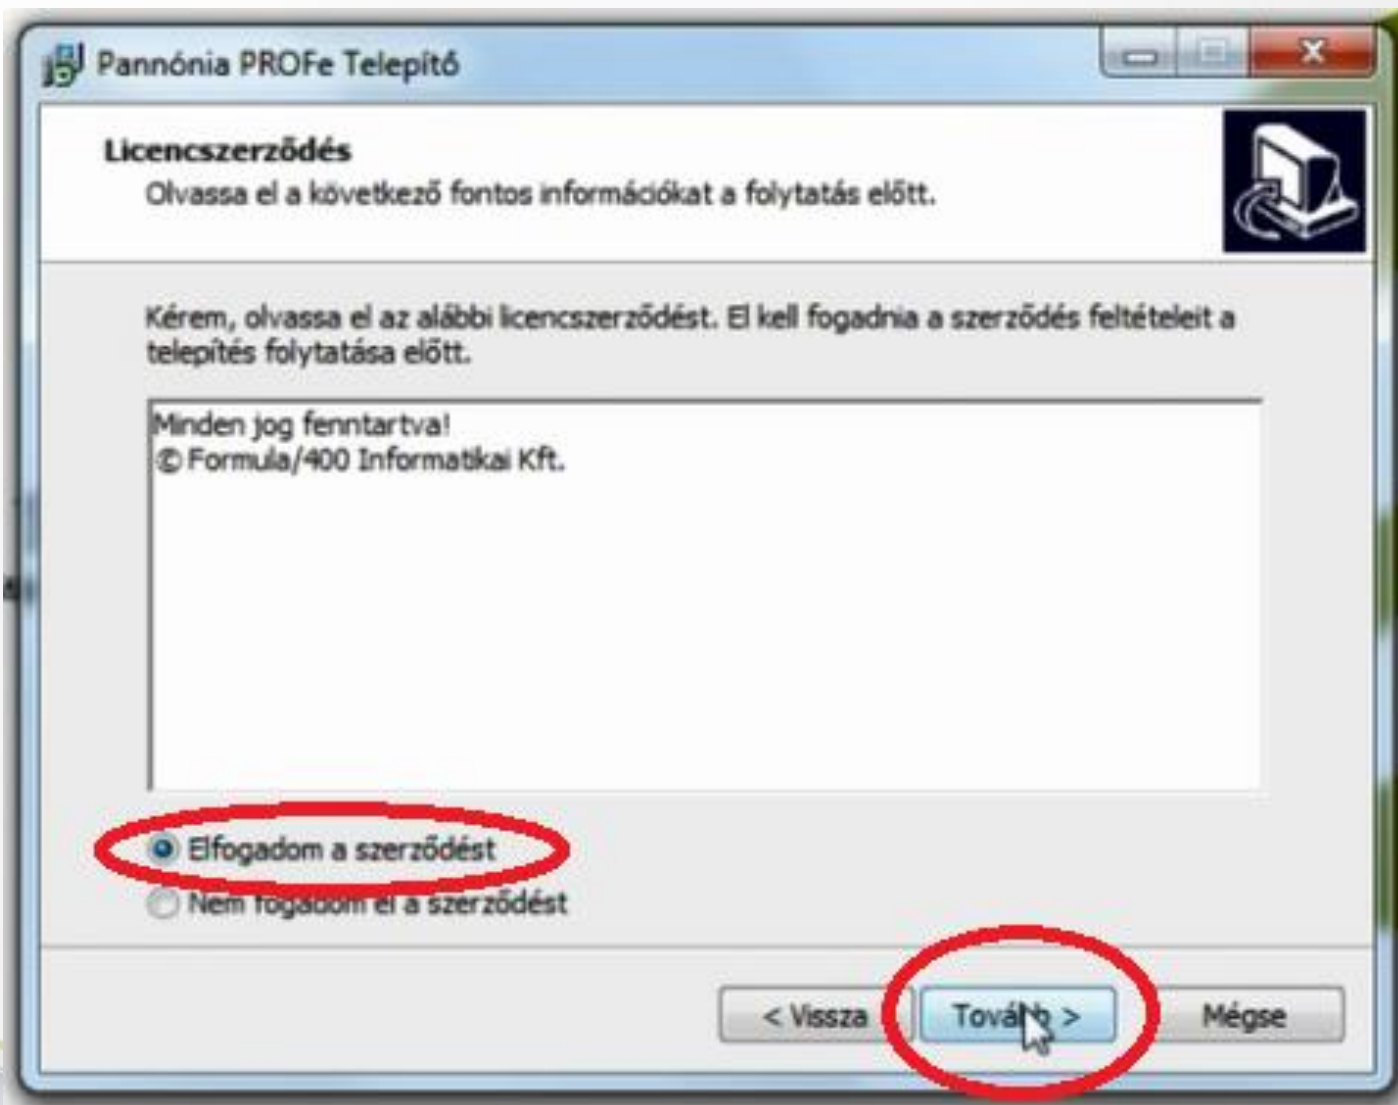 Pannónia PROFe Telepítő
Licencszerződés
Olvassa el a következő fontos információkat a folytatás előtt.
Kérem, olvassa el az alábbi licencszerződést. El kell fogadnia a szerződés feltételeit a
telepítés folytatása előtt.
Minden jog fenntartva!
© Formula/400 Informatikai Kft.
Elfogadom a szerződést
Nem fogadom el a szerződést
< Vissza
Tovább >
Mégse